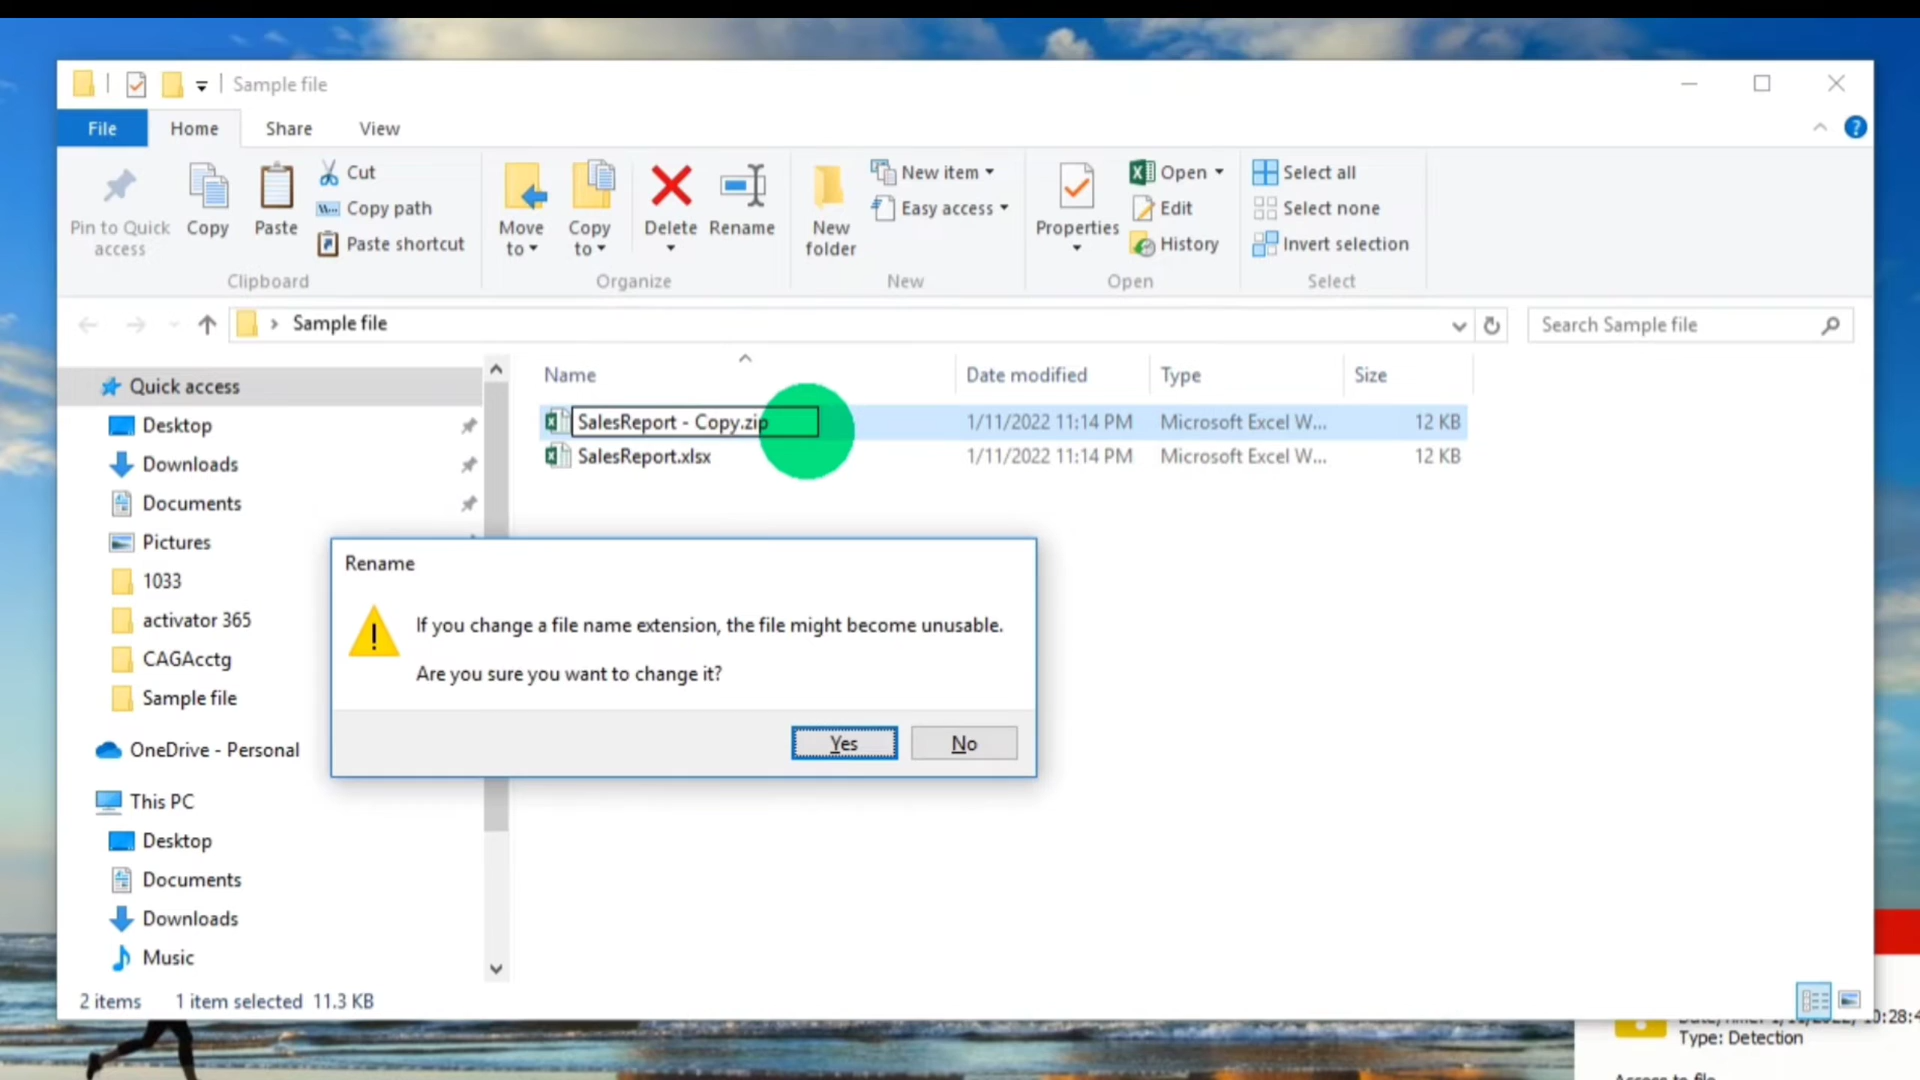 Sample file
File Home Share View
?
Pin to Quick access
Copy
Paste
Cut
Copy path
Paste shortcut
Clipboard
Move to
Copy to
Delete
Rename
Organize
New folder
New item
Easy access
New
Properties
Open
Edit
History
Open
Select all
Select none
Invert selection
Select
Sample file
Search Sample file
Name Date modified Type Size
SalesReport - Copy.zip 1/11/2022 11:14 PM Microsoft Excel W... 12 KB
SalesReport.xlsx 1/11/2022 11:14 PM Microsoft Excel W... 12 KB
Quick access
Desktop
Downloads
Documents
Pictures
1033
activator 365
CAGAcctg
Sample file
OneDrive - Personal
This PC
Desktop
Documents
Downloads
Music
Rename
If you change a file name extension, the file might become unusable.
Are you sure you want to change it?
Yes No
2 items 1 item selected 11.3 KB
Type: Detection